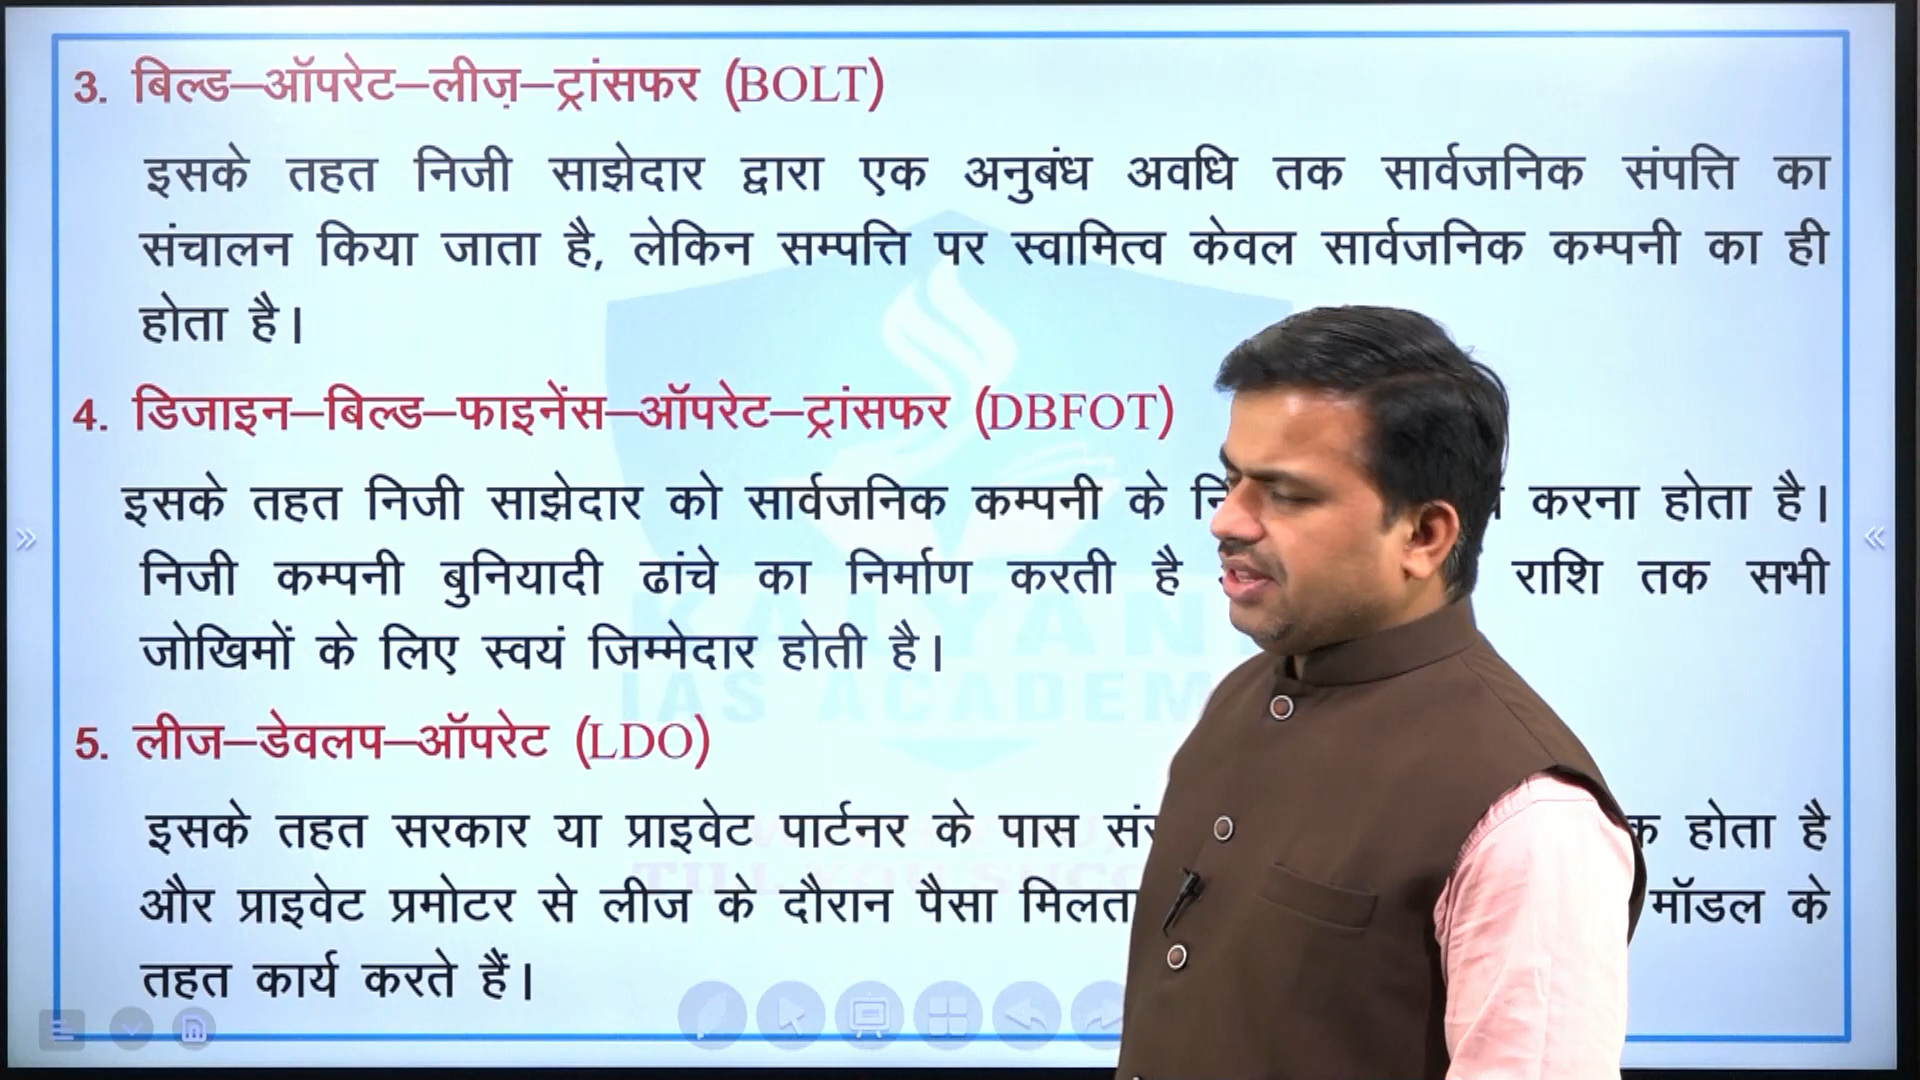 3. बिल्ड–ऑपरेट–लीज़–ट्रांसफर (BOLT)
इसके तहत निजी साझेदार द्वारा एक अनुबंध अवधि तक सार्वजनिक संपत्ति का
संचालन किया जाता है, लेकिन सम्पत्ति पर स्वामित्व केवल सार्वजनिक कम्पनी का ही
होता है।
4. डिजाइन–बिल्ड–फाइनेंस–ऑपरेट–ट्रांसफर (DBFOT)
इसके तहत निजी साझेदार को सार्वजनिक कम्पनी के करना होता है।
निजी कम्पनी बुनियादी ढांचे का निर्माण करती है राशि तक सभी
जोखिमों के लिए स्वयं जिम्मेदार होती है।
5. लीज–डेवलप–ऑपरेट (LDO)
इसके तहत सरकार या प्राइवेट पार्टनर के पास होता है
और प्राइवेट प्रमोटर से लीज के दौरान पैसा मिलता मॉडल के
तहत कार्य करते हैं।
IAS